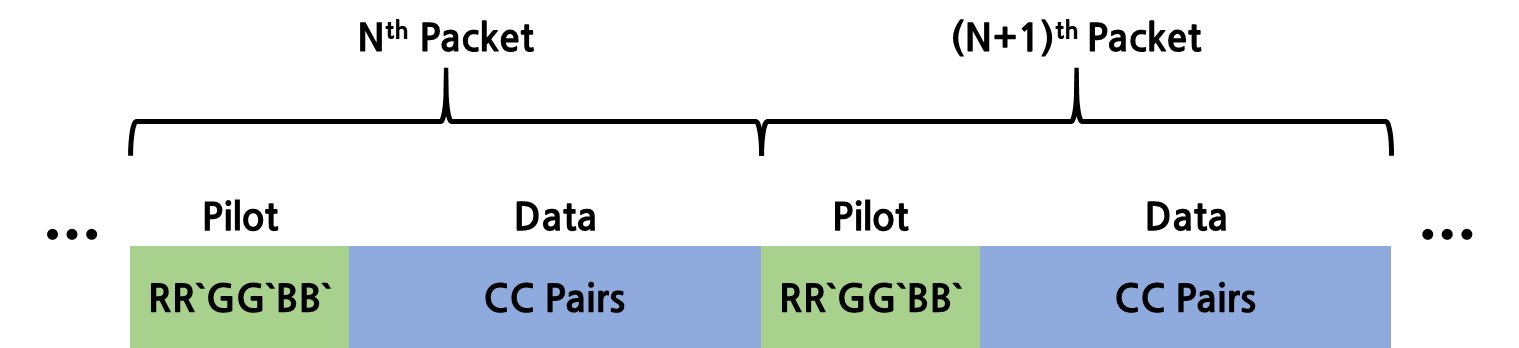 Nth Packet (N+1)th Packet
... Pilot Data Pilot Data ...
RR`GG`BB` CC Pairs RR`GG`BB` CC Pairs